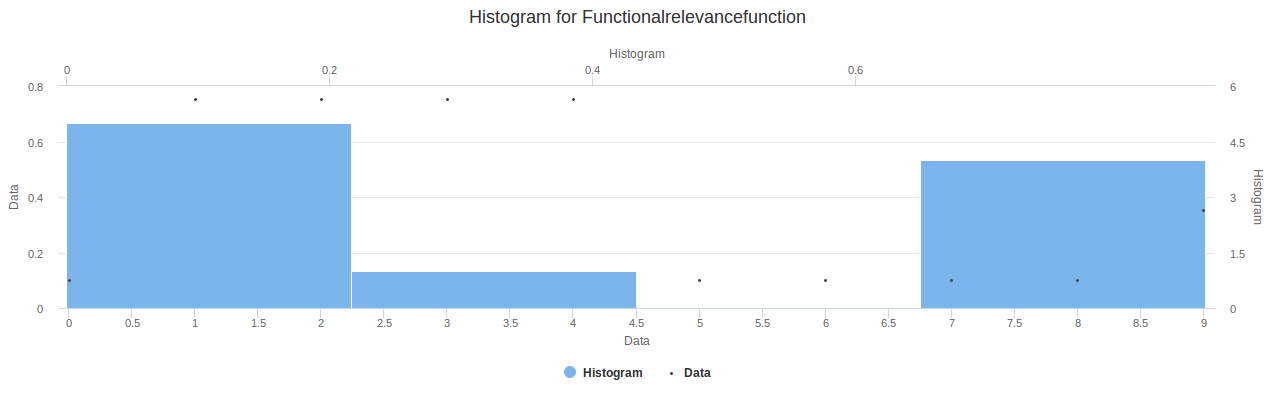 Histogram for Functionalrelevancefunction
Histogram
0 0.2 0.4 0.6
0.8 6
0.6 4.5
0.4 3
0.2 1.5
0 0
Data
Histogram
0 0.5 1 1.5 2 2.5 3 3.5 4 4.5 5 5.5 6 6.5 7 7.5 8 8.5 9
Data
Histogram Data